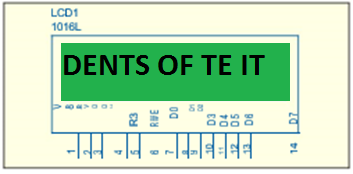 LCD1
1016L
DENTS OF TE IT
R3 D0 D3 D4 D5 D6 D7
1 2 3 4 5 6 7 8 9 10 11 12 13 14